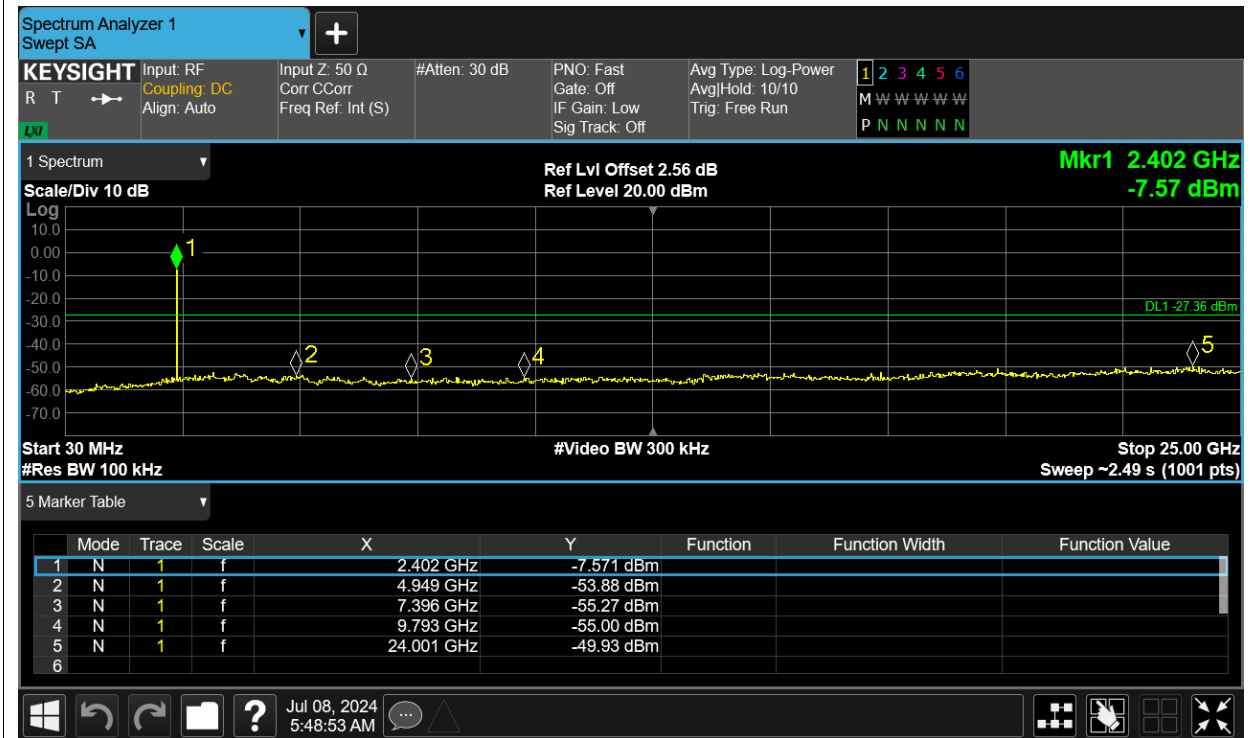 Spectrum Analyzer 1
Swept SA
KEYSIGHT
R T
LXI
Input: RF
Coupling: DC
Align: Auto
Input Z: 50 Ω
Corr CCorr
Freq Ref: Int (S)
#Atten: 30 dB
PNO: Fast
Gate: Off
IF Gain: Low
Sig Track: Off
Avg Type: Log-Power
Avg|Hold: 10/10
Trig: Free Run
1 2 3 4 5 6
M W W W W W
P N N N N N
1 Spectrum
Scale/Div 10 dB
Ref Lvl Offset 2.56 dB
Ref Level 20.00 dBm
Mkr1 2.402 GHz
-7.57 dBm
Log
10.0
0.00
-10.0
-20.0
-30.0
-40.0
-50.0
-60.0
-70.0
1
2
3
4
5
DL1 -27.36 dBm
Start 30 MHz
#Res BW 100 kHz
#Video BW 300 kHz
Stop 25.00 GHz
Sweep ~2.49 s (1001 pts)
5 Marker Table
Mode Trace Scale X Y Function Function Width Function Value
1 N 1 f 2.402 GHz -7.571 dBm
2 N 1 f 4.949 GHz -53.88 dBm
3 N 1 f 7.396 GHz -55.27 dBm
4 N 1 f 9.793 GHz -55.00 dBm
5 N 1 f 24.001 GHz -49.93 dBm
6
?
Jul 08, 2024
5:48:53 AM